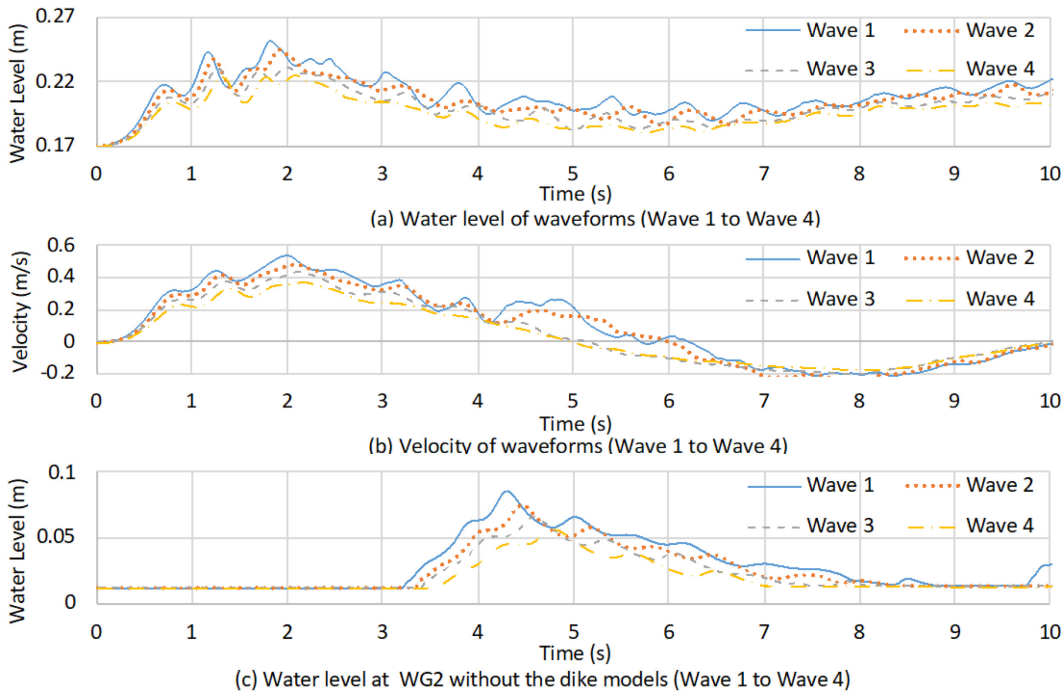 0.27
0.22
0.17
Water Level (m)
Wave 1 Wave 2
Wave 3 Wave 4
0 1 2 3 4 5 6 7 8 9 10
Time (s)
(a) Water level of waveforms (Wave 1 to Wave 4)
0.6
0.4
0.2
0
-0.2
Velocity (m/s)
Wave 1 Wave 2
Wave 3 Wave 4
0 1 2 3 4 5 6 7 8 9 10
Time (s)
(b) Velocity of waveforms (Wave 1 to Wave 4)
0.1
0.05
0
Water Level (m)
Wave 1 Wave 2
Wave 3 Wave 4
0 1 2 3 4 5 6 7 8 9 10
Time (s)
(c) Water level at WG2 without the dike models (Wave 1 to Wave 4)